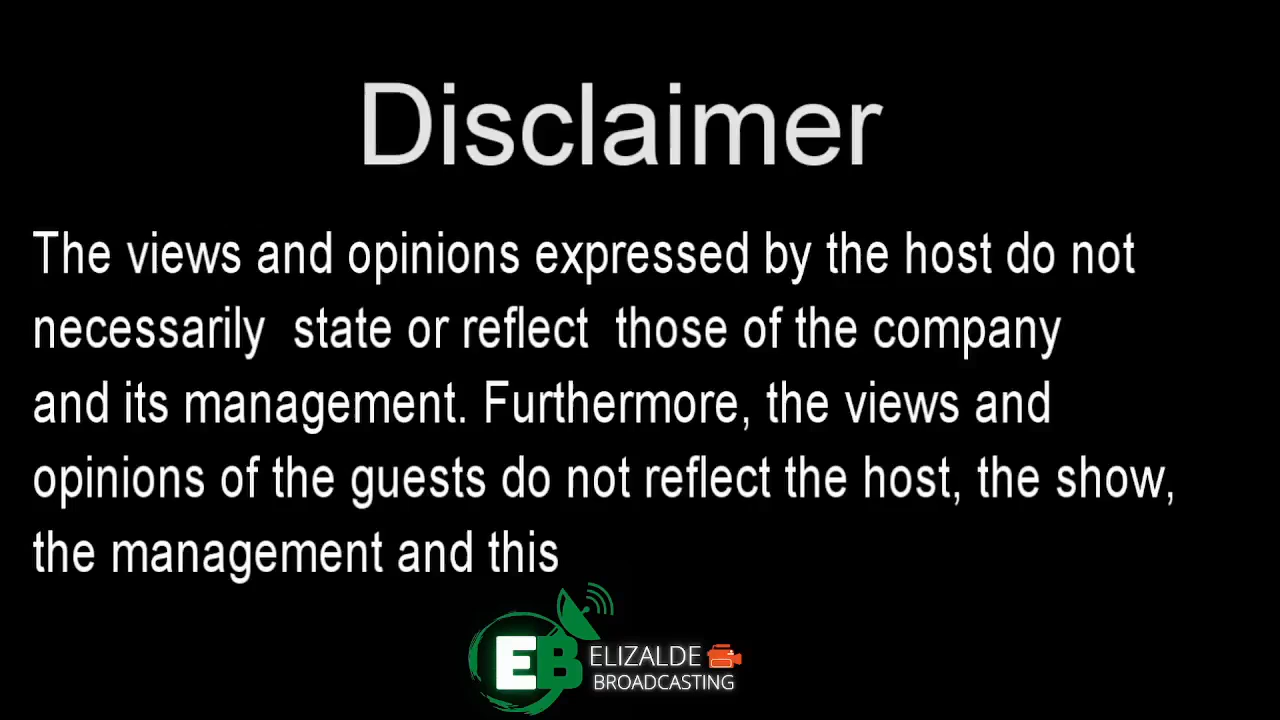 Disclaimer
The views and opinions expressed by the host do not
necessarily  state or reflect  those of the company
and its management. Furthermore, the views and
opinions of the guests do not reflect the host, the show,
the management and this
EB
ELIZALDE
BROADCASTING